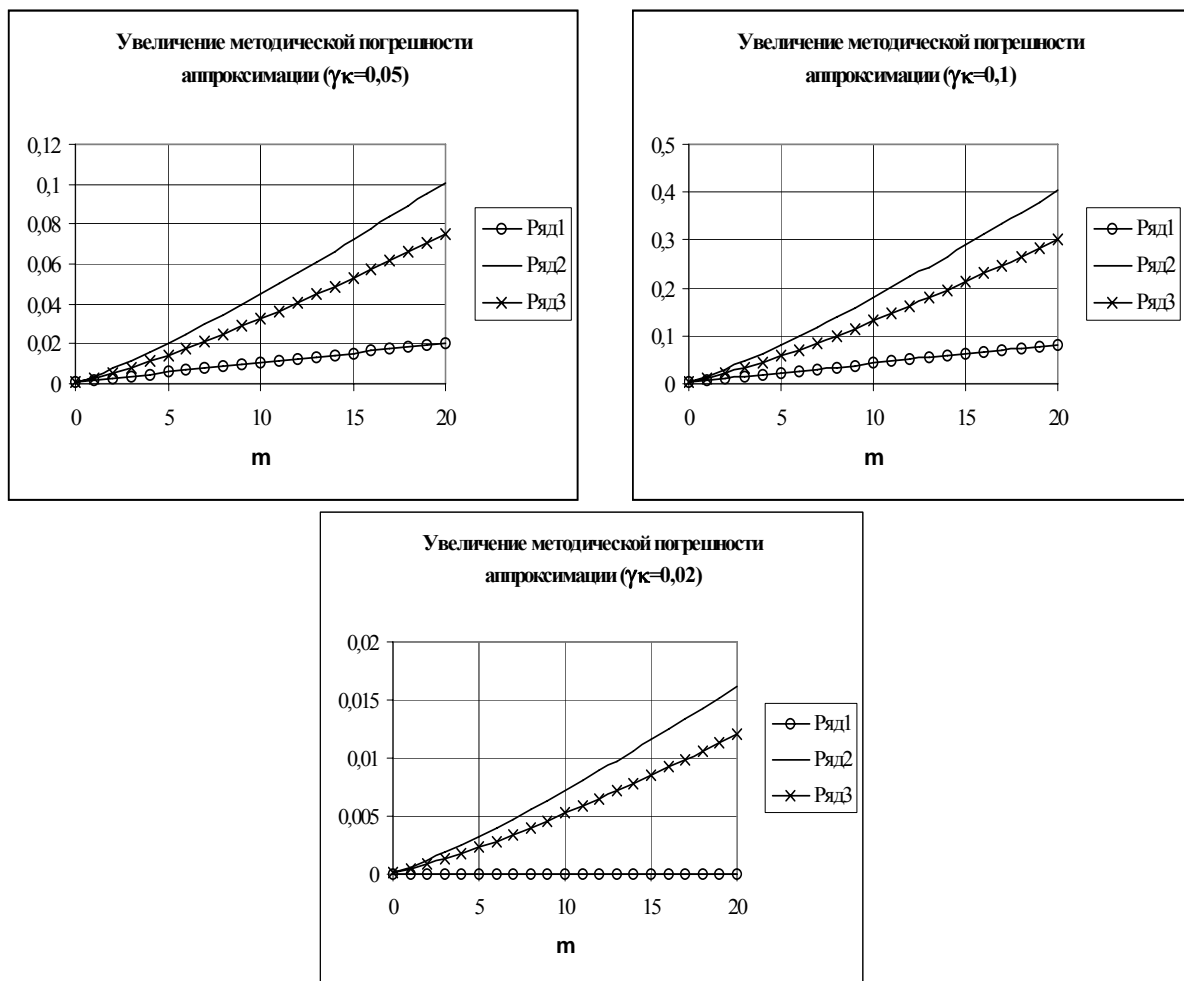 Увеличение методической погрешности
аппроксимации (γκ=0,05)
0,12
0,1
0,08
0,06
0,04
0,02
0
0 5 10 15 20
m
Ряд1
Ряд2
Ряд3
Увеличение методической погрешности
аппроксимации (γκ=0,1)
0,5
0,4
0,3
0,2
0,1
0
0 5 10 15 20
m
Ряд1
Ряд2
Ряд3
Увеличение методической погрешности
аппроксимации (γκ=0,02)
0,02
0,015
0,01
0,005
0
0 5 10 15 20
m
Ряд1
Ряд2
Ряд3